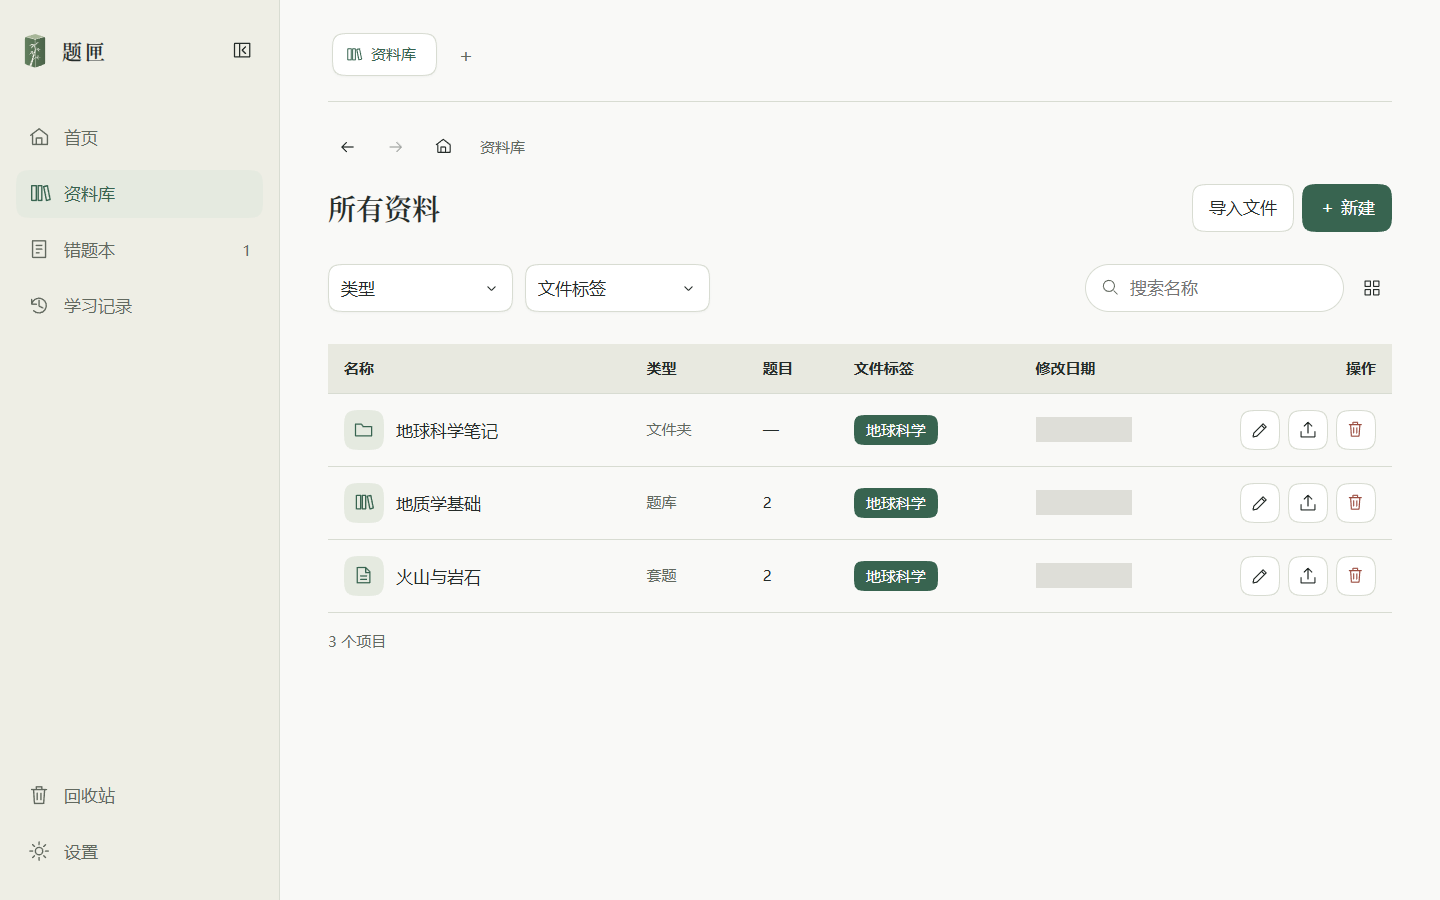 题匣
首页
资料库
错题本 1
学习记录
回收站
设置
资料库 +
资料库
所有资料
导入文件
+ 新建
类型
文件标签
搜索名称
名称 类型 题目 文件标签 修改日期 操作
地球科学笔记 文件夹 — 地球科学
地质学基础 题库 2 地球科学
火山与岩石 套题 2 地球科学
3 个项目